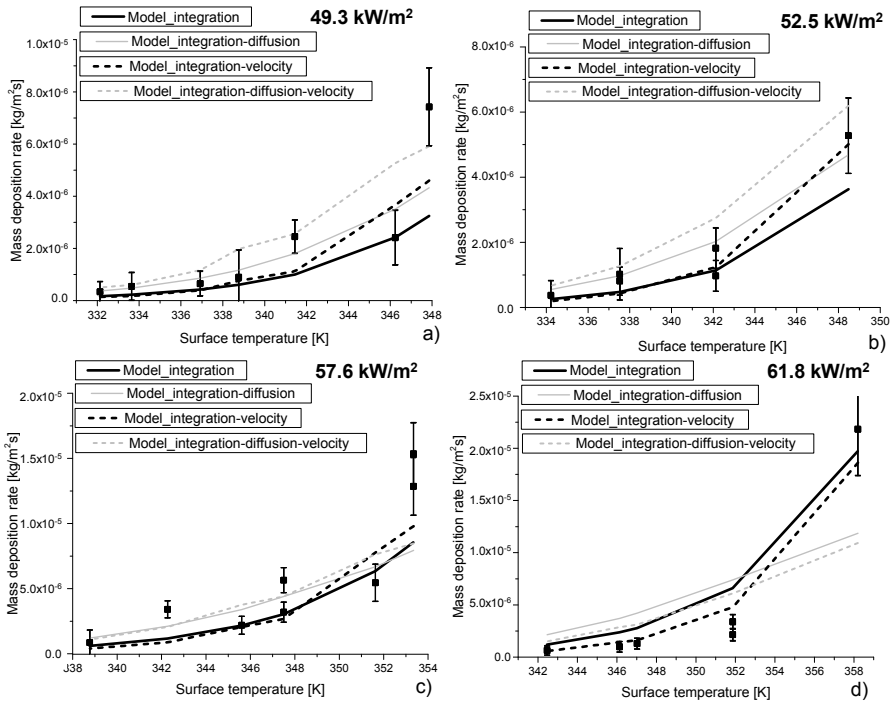 Model_integration
49.3 kW/m²
Model_integration-diffusion
Model_integration-velocity
Model_integration-diffusion-velocity
1.0x10⁻⁵
8.0x10⁻⁶
6.0x10⁻⁶
4.0x10⁻⁶
2.0x10⁻⁶
0.0
Mass deposition rate [kg/m²s]
332 334 336 338 340 342 344 346 348
Surface temperature [K]
a)
Model_integration
52.5 kW/m²
Model_integration-diffusion
Model_integration-velocity
Model_integration-diffusion-velocity
8.0x10⁻⁶
6.0x10⁻⁶
4.0x10⁻⁶
2.0x10⁻⁶
0.0
Mass deposition rate [kg/m²s]
334 336 338 340 342 344 346 348 350
Surface temperature [K]
b)
Model_integration
57.6 kW/m²
Model_integration-diffusion
Model_integration-velocity
Model_integration-diffusion-velocity
2.0x10⁻⁵
1.5x10⁻⁵
1.0x10⁻⁵
5.0x10⁻⁶
0.0
Mass deposition rate [kg/m²s]
338 340 342 344 346 348 350 352 354
Surface temperature [K]
c)
Model_integration
61.8 kW/m²
Model_integration-diffusion
Model_integration-velocity
Model_integration-diffusion-velocity
2.5x10⁻⁵
2.0x10⁻⁵
1.5x10⁻⁵
1.0x10⁻⁵
5.0x10⁻⁶
0.0
Mass deposition rate [kg/m²s]
342 344 346 348 350 352 354 356 358
Surface temperature [K]
d)